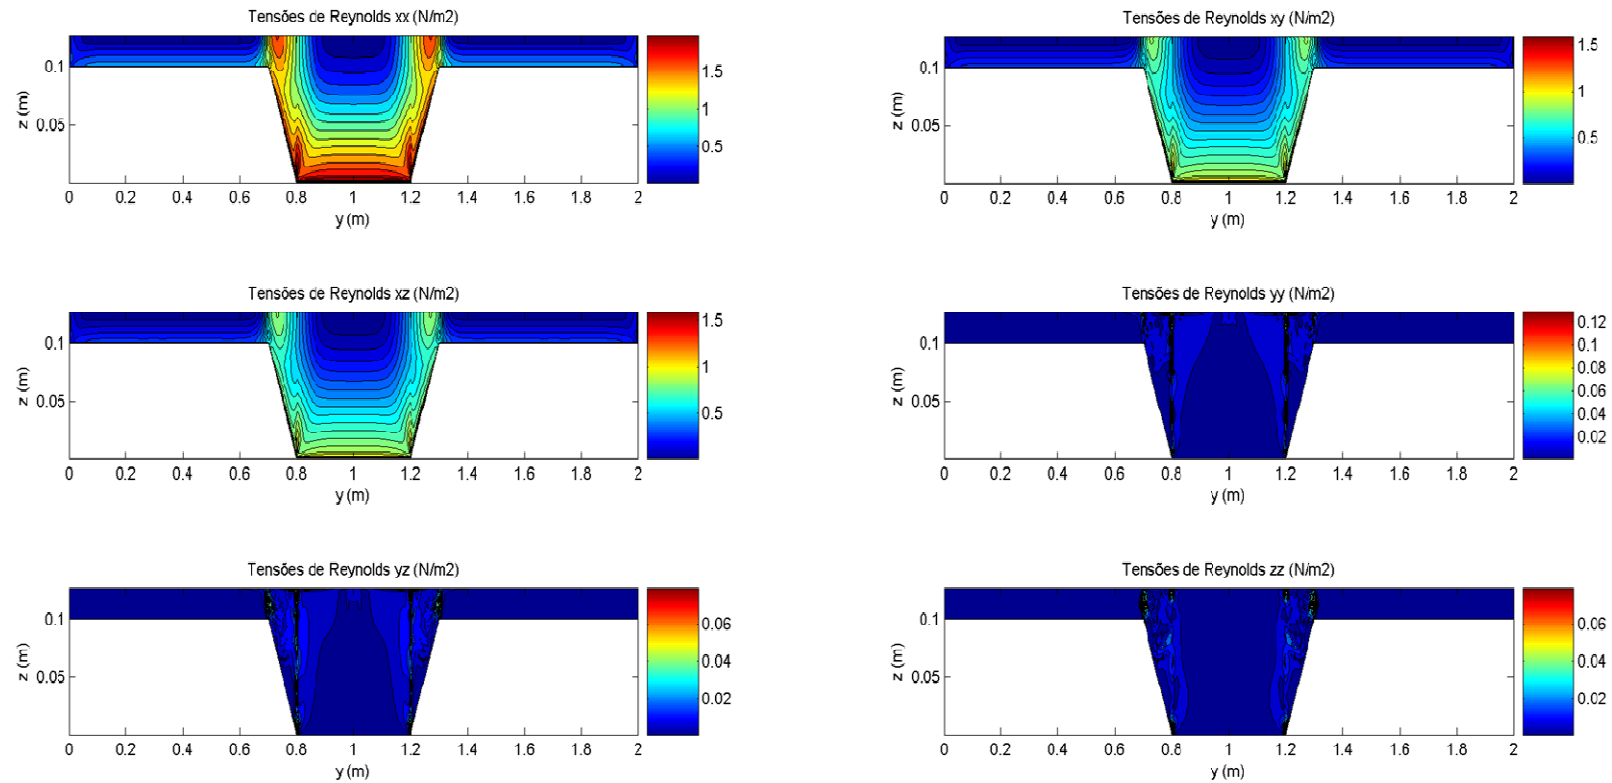 Tensões de Reynolds xx (N/m2)
z (m)
0.1
0.05
0 0.2 0.4 0.6 0.8 1 1.2 1.4 1.6 1.8 2
y (m)
1.5
1
0.5
Tensões de Reynolds xy (N/m2)
z (m)
0.1
0.05
0 0.2 0.4 0.6 0.8 1 1.2 1.4 1.6 1.8 2
y (m)
1.5
1
0.5
Tensões de Reynolds xz (N/m2)
z (m)
0.1
0.05
0 0.2 0.4 0.6 0.8 1 1.2 1.4 1.6 1.8 2
y (m)
1.5
1
0.5
Tensões de Reynolds yy (N/m2)
z (m)
0.1
0.05
0 0.2 0.4 0.6 0.8 1 1.2 1.4 1.6 1.8 2
y (m)
0.12
0.1
0.08
0.06
0.04
0.02
Tensões de Reynolds yz (N/m2)
z (m)
0.1
0.05
0 0.2 0.4 0.6 0.8 1 1.2 1.4 1.6 1.8 2
y (m)
0.06
0.04
0.02
Tensões de Reynolds zz (N/m2)
z (m)
0.1
0.05
0 0.2 0.4 0.6 0.8 1 1.2 1.4 1.6 1.8 2
y (m)
0.06
0.04
0.02